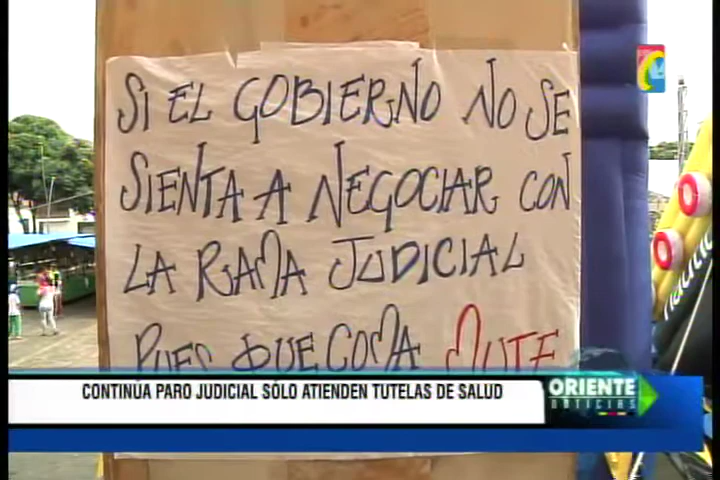 SI EL GOBIERNO NO SE
SIENTA A NEGOCIAR CON
LA RAMA JUDICIAL
PUES QUE COMA MUTE
CONTINÚA PARO JUDICIAL SÓLO ATIENDEN TUTELAS DE SALUD
ORIENTE
NOTICIAS